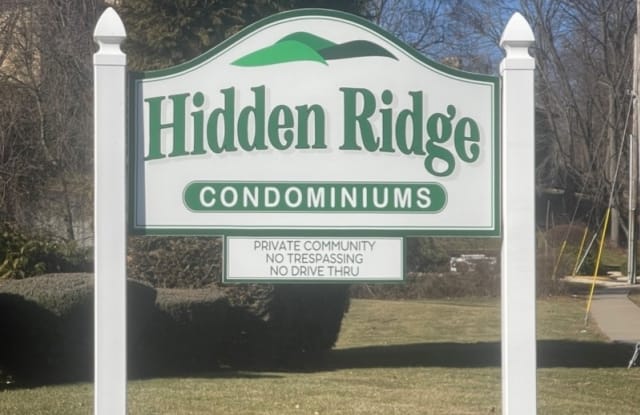 Hidden Ridge
CONDOMINIUMS
PRIVATE COMMUNITY
NO TRESPASSING
NO DRIVE THRU